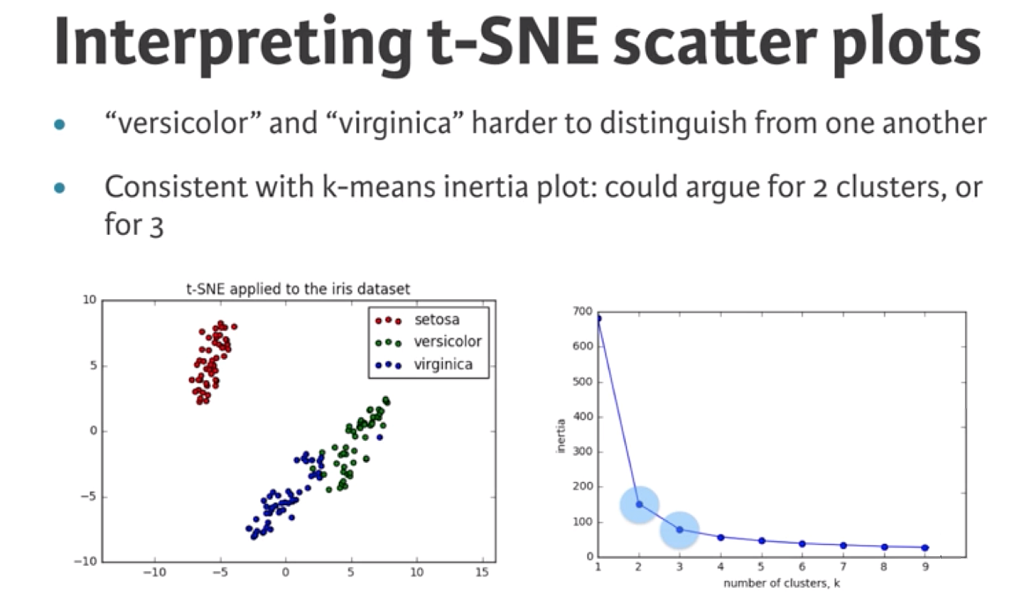 Interpreting t-SNE scatter plots
• “versicolor” and “virginica” harder to distinguish from one another
• Consistent with k-means inertia plot: could argue for 2 clusters, or
for 3
t-SNE applied to the iris dataset
setosa
versicolor
virginica
10
5
0
−5
−10
−10 −5 0 5 10 15
700
600
500
400
300
200
100
0
inertia
1 2 3 4 5 6 7 8 9
number of clusters, k